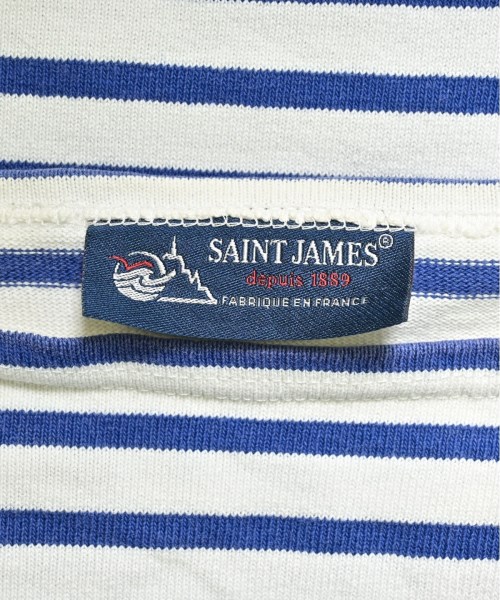 SAINT JAMES®
depuis 1889
FABRIQUE EN FRANCE